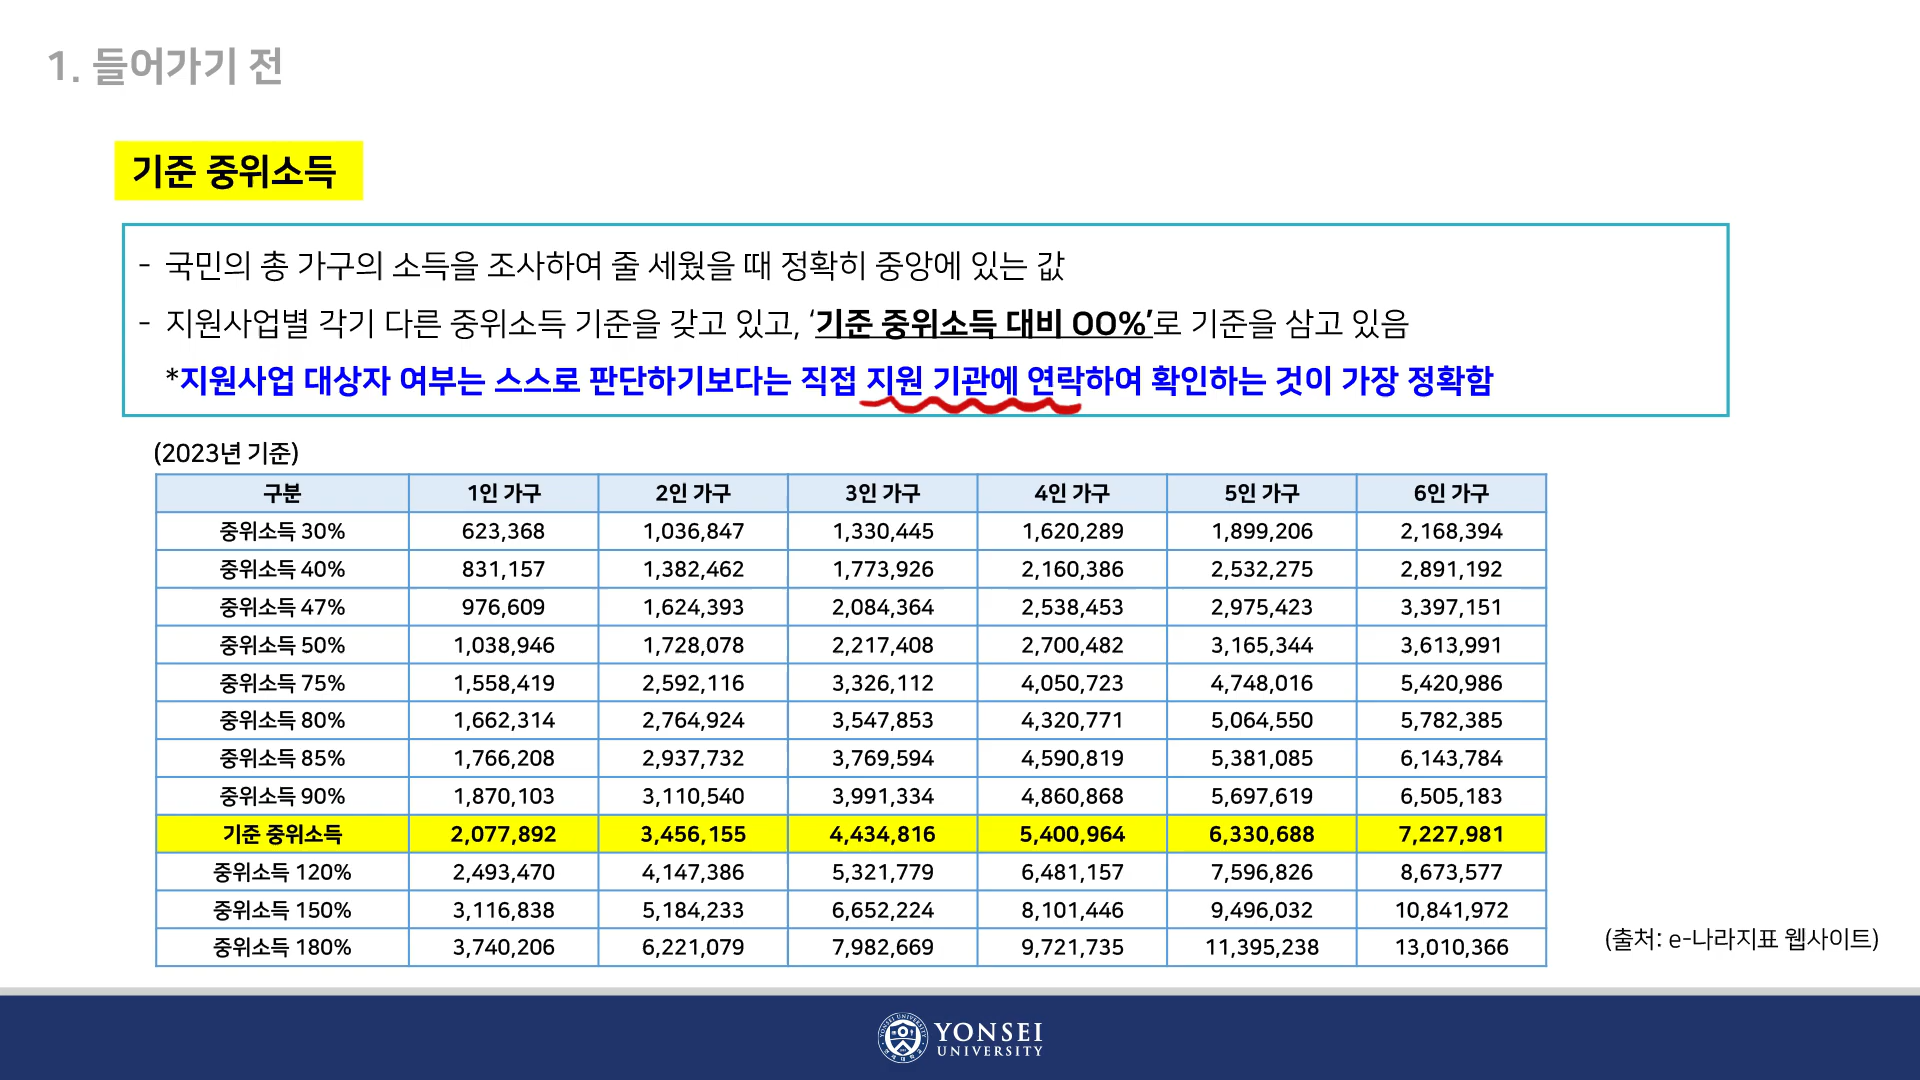 1. 들어가기 전
기준 중위소득
- 국민의 총 가구의 소득을 조사하여 줄 세웠을 때 정확히 중앙에 있는 값
- 지원사업별 각기 다른 중위소득 기준을 갖고 있고, ‘기준 중위소득 대비 OO%’로 기준을 삼고 있음
*지원사업 대상자 여부는 스스로 판단하기보다는 직접 지원 기관에 연락하여 확인하는 것이 가장 정확함
(2023년 기준)
구분 1인 가구 2인 가구 3인 가구 4인 가구 5인 가구 6인 가구
중위소득 30% 623,368 1,036,847 1,330,445 1,620,289 1,899,206 2,168,394
중위소득 40% 831,157 1,382,462 1,773,926 2,160,386 2,532,275 2,891,192
중위소득 47% 976,609 1,624,393 2,084,364 2,538,453 2,975,423 3,397,151
중위소득 50% 1,038,946 1,728,078 2,217,408 2,700,482 3,165,344 3,613,991
중위소득 75% 1,558,419 2,592,116 3,326,112 4,050,723 4,748,016 5,420,986
중위소득 80% 1,662,314 2,764,924 3,547,853 4,320,771 5,064,550 5,782,385
중위소득 85% 1,766,208 2,937,732 3,769,594 4,590,819 5,381,085 6,143,784
중위소득 90% 1,870,103 3,110,540 3,991,334 4,860,868 5,697,619 6,505,183
기준 중위소득 2,077,892 3,456,155 4,434,816 5,400,964 6,330,688 7,227,981
중위소득 120% 2,493,470 4,147,386 5,321,779 6,481,157 7,596,826 8,673,577
중위소득 150% 3,116,838 5,184,233 6,652,224 8,101,446 9,496,032 10,841,972
중위소득 180% 3,740,206 6,221,079 7,982,669 9,721,735 11,395,238 13,010,366
(출처: e-나라지표 웹사이트)
YONSEI
UNIVERSITY